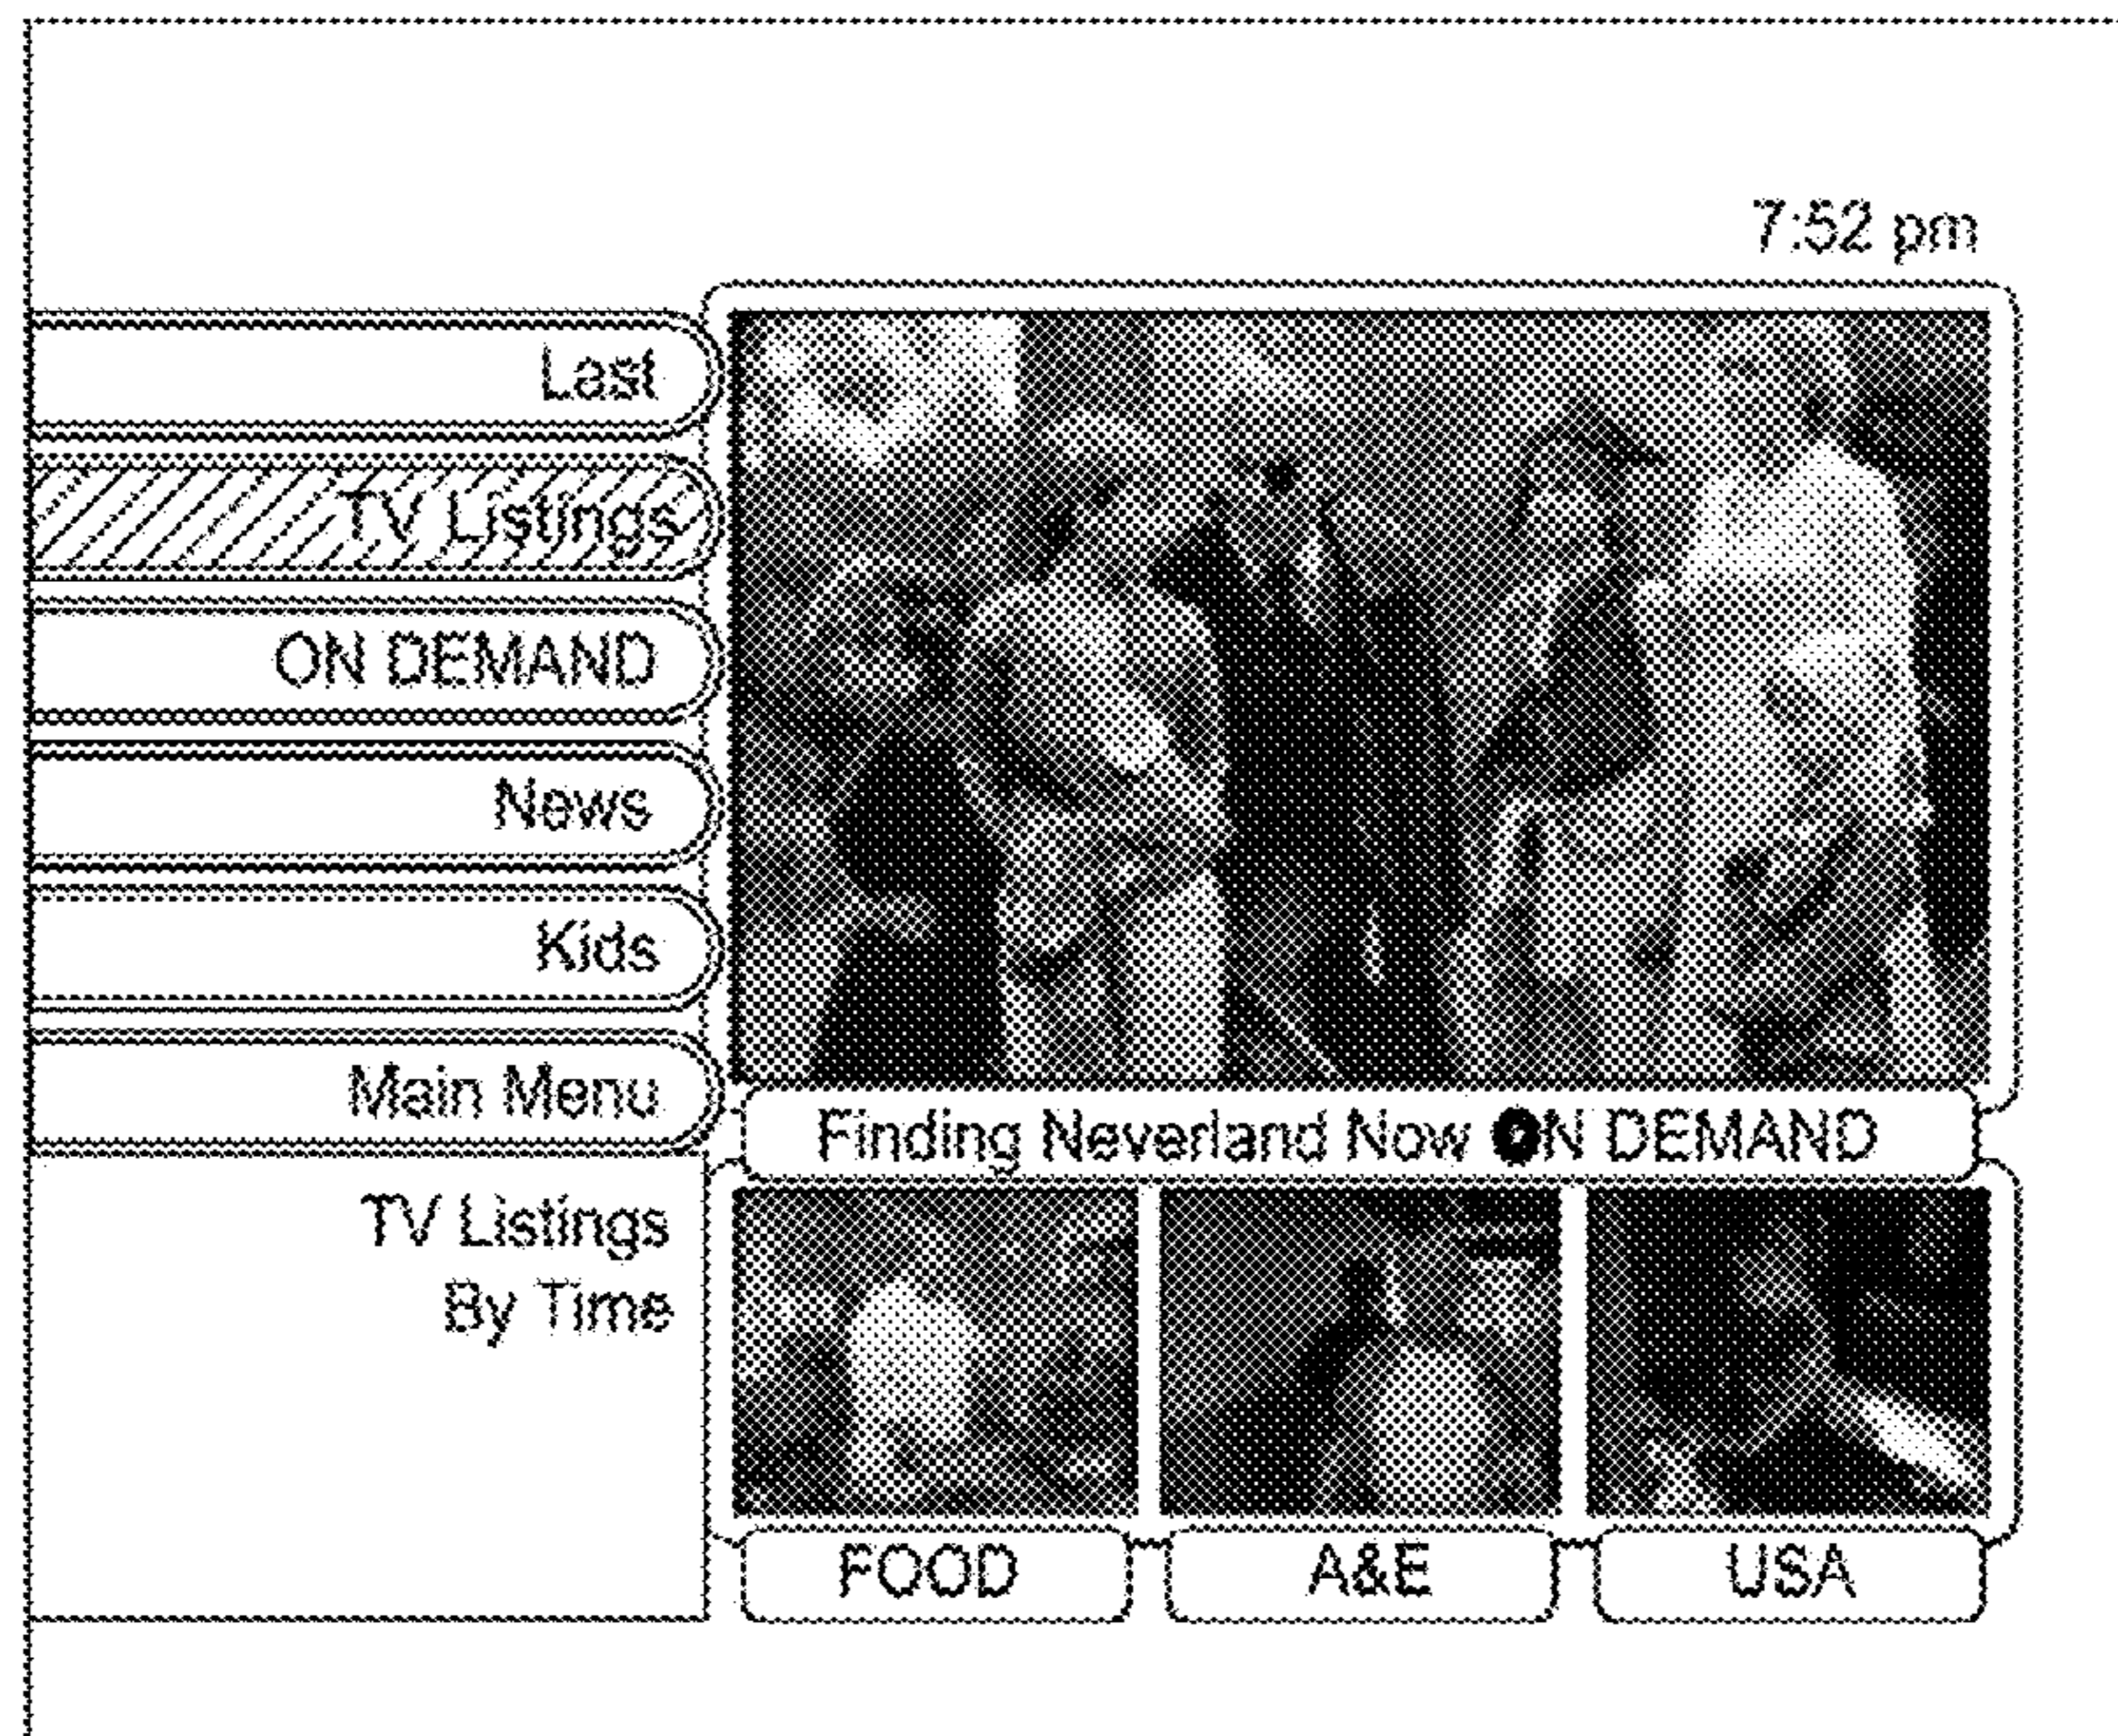 7:52 pm
Last
TV Listings
ON DEMAND
News
Kids
Main Menu
TV Listings
By Time
Finding Neverland Now ON DEMAND
FOOD
A&E
USA